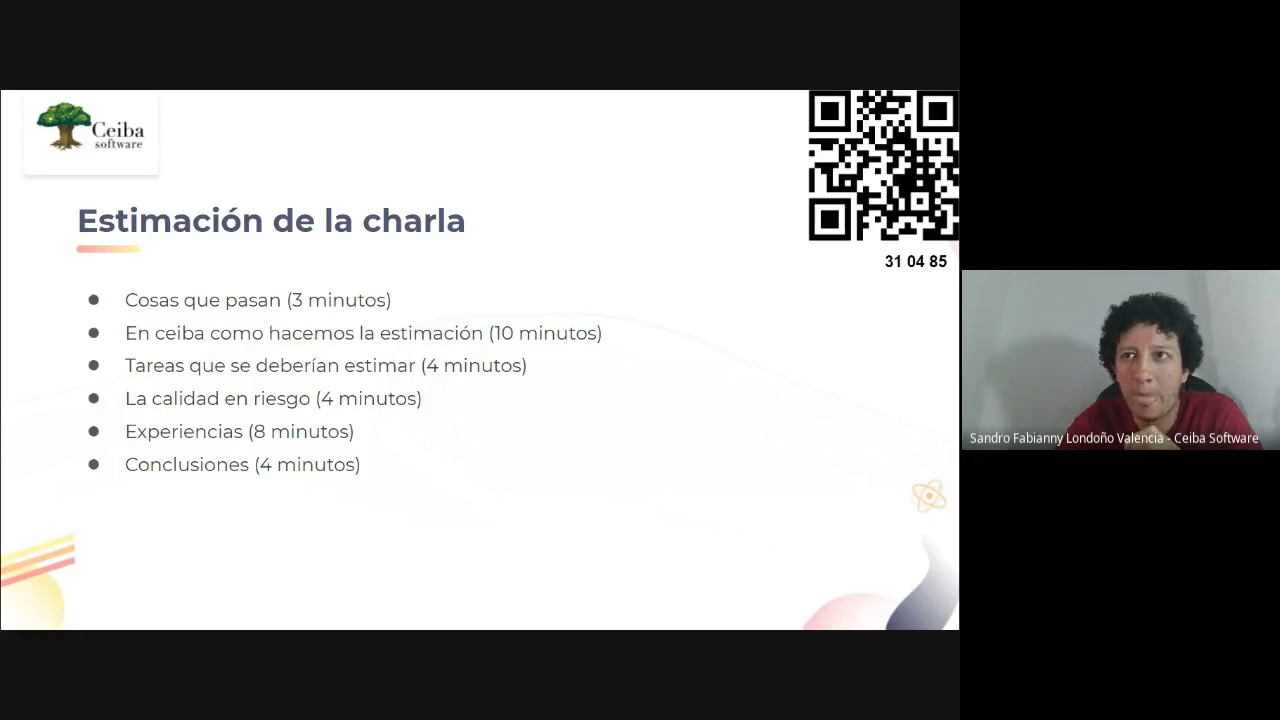 Ceiba
software
31 04 85
Estimación de la charla
● Cosas que pasan (3 minutos)
● En ceiba como hacemos la estimación (10 minutos)
● Tareas que se deberían estimar (4 minutos)
● La calidad en riesgo (4 minutos)
● Experiencias (8 minutos)
● Conclusiones (4 minutos)
Sandro Fabianny Londoño Valencia - Ceiba Software